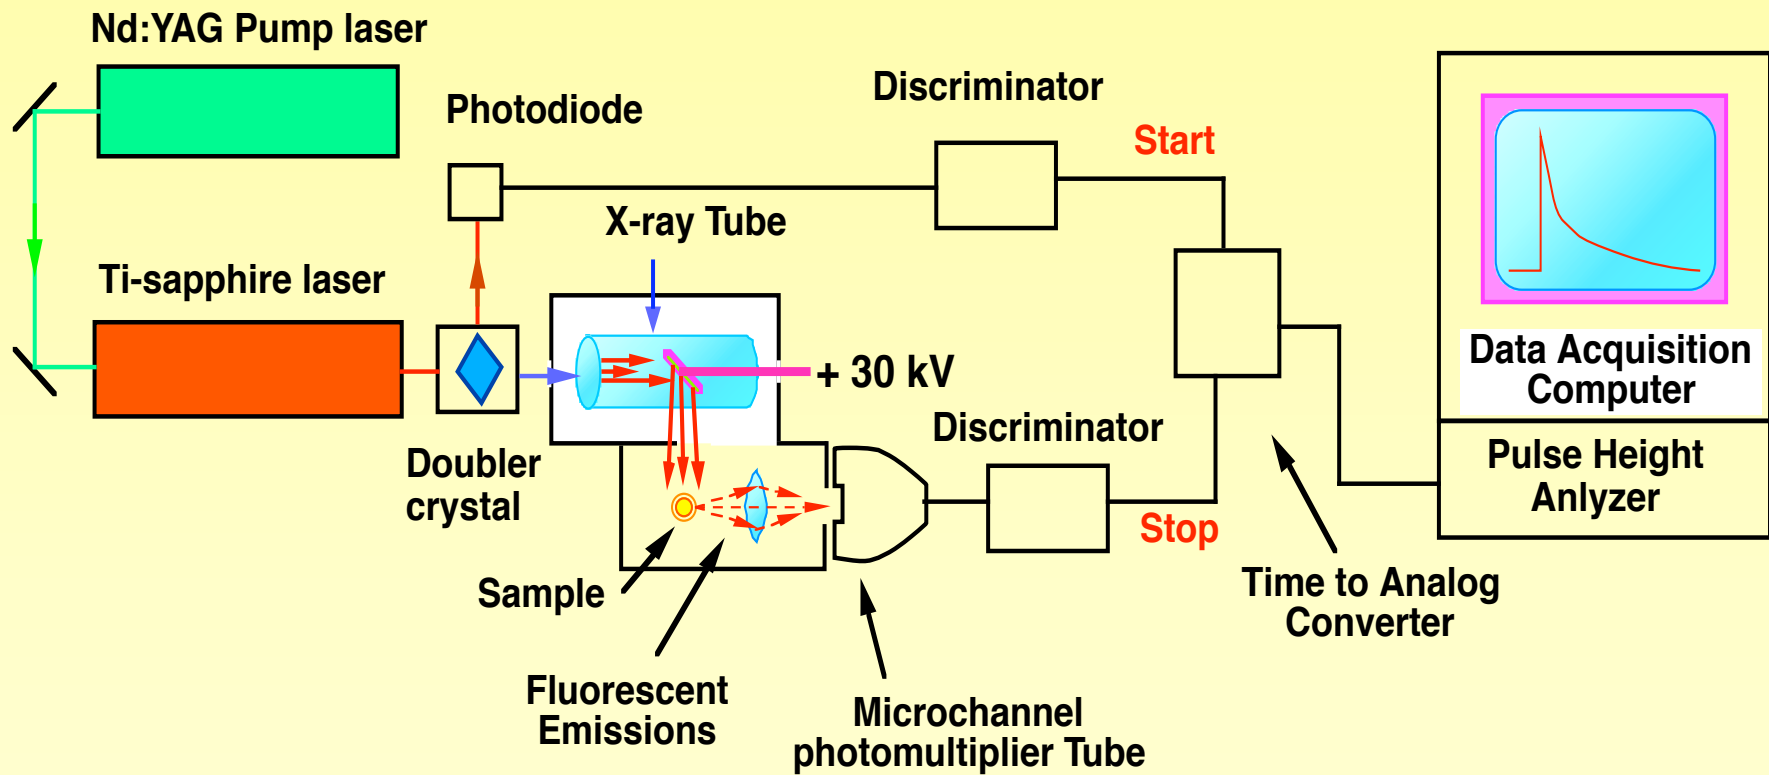 Nd:YAG Pump laser
Photodiode
Discriminator
Start
X-ray Tube
Ti-sapphire laser
+ 30 kV
Data Acquisition
Computer
Discriminator
Doubler
crystal
Pulse Height
Anlyzer
Stop
Sample
Time to Analog
Converter
Fluorescent
Emissions
Microchannel
photomultiplier Tube